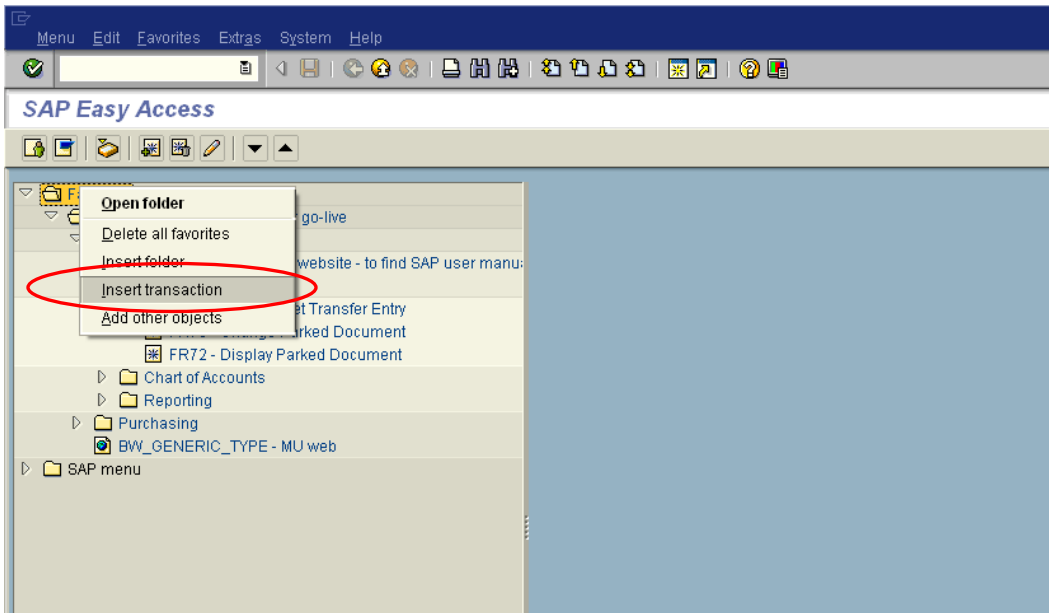 Menu Edit Favorites Extras System Help
SAP Easy Access
Open folder
go-live
Delete all favorites
Insert folder
website - to find SAP user manu
Insert transaction
Transfer Entry
Add other objects
Parked Document
FR72 - Display Parked Document
Chart of Accounts
Reporting
Purchasing
BW_GENERIC_TYPE - MU web
SAP menu